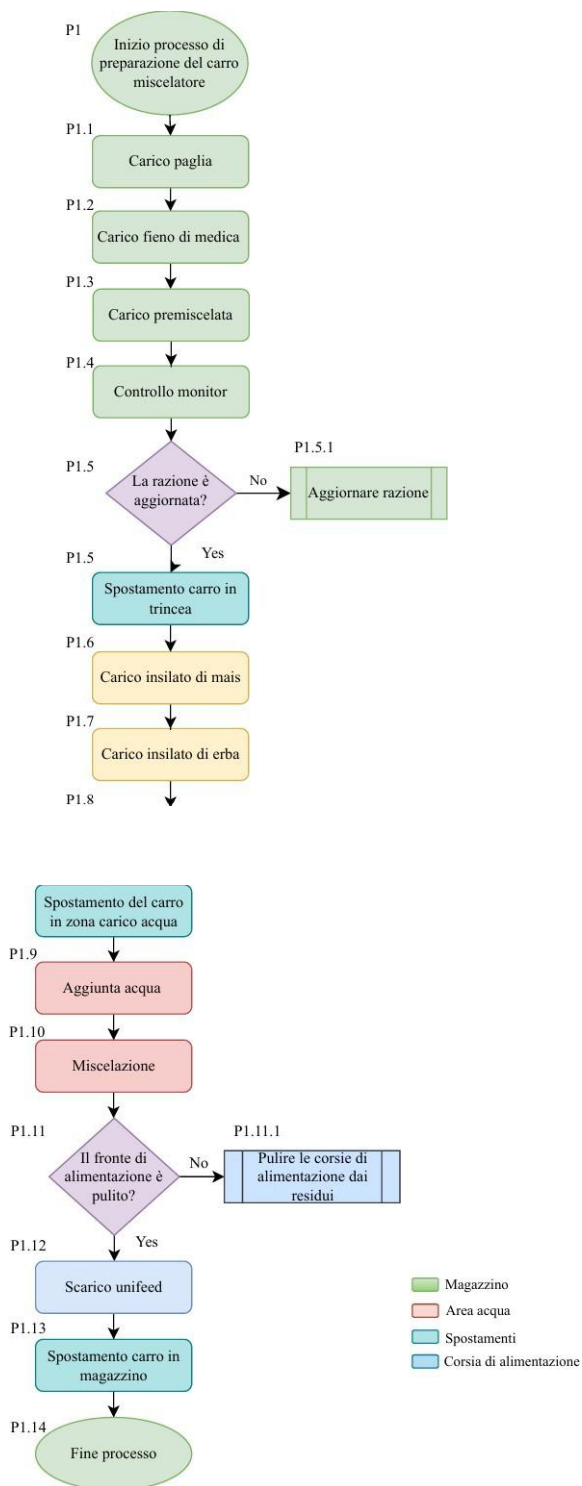 P1
Inizio processo di
preparazione del carro
miscelatore
P1.1
Carico paglia
P1.2
Carico fieno di medica
P1.3
Carico premiscelata
P1.4
Controllo monitor
P1.5
La razione è
aggiornata?
No
P1.5.1
Aggiornare razione
Yes
P1.5
Spostamento carro in
trincea
P1.6
Carico insilato di mais
P1.7
Carico insilato di erba
P1.8
Spostamento del carro
in zona carico acqua
P1.9
Aggiunta acqua
P1.10
Miscelazione
P1.11
Il fronte di
alimentazione è
pulito?
No
P1.11.1
Pulire le corsie di
alimentazione dai
residui
Yes
P1.12
Scarico unifeed
P1.13
Spostamento carro in
magazzino
P1.14
Fine processo
Magazzino
Area acqua
Spostamenti
Corsia di alimentazione